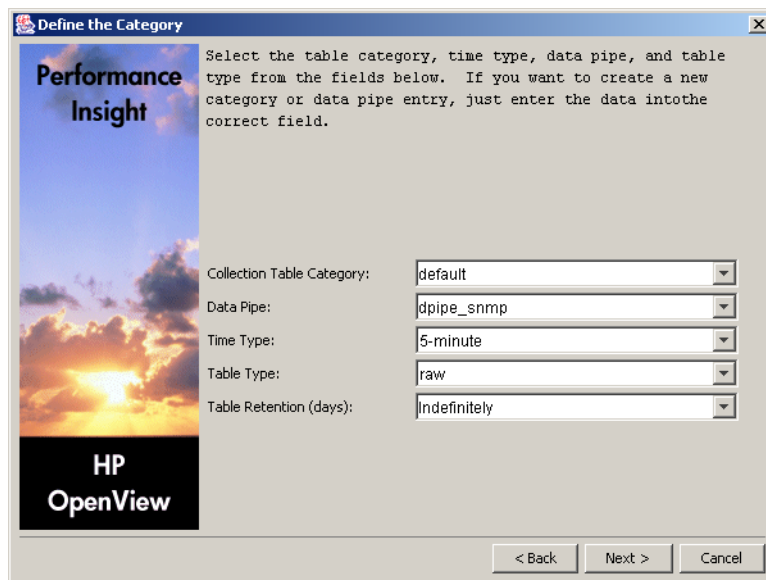 Define the Category
Performance
Insight
Select the table category, time type, data pipe, and table
type from the fields below.  If you want to create a new
category or data pipe entry, just enter the data intothe
correct field.
Collection Table Category: default
Data Pipe: dpipe_snmp
Time Type: 5-minute
Table Type: raw
Table Retention (days): Indefinitely
HP
OpenView
< Back Next > Cancel